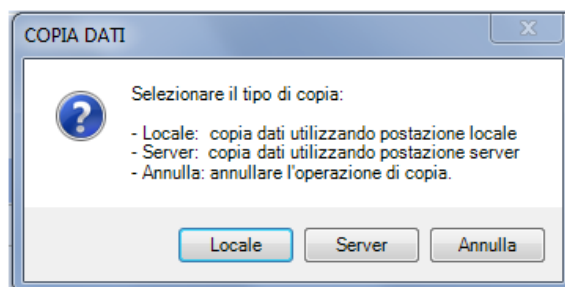 COPIA DATI
Selezionare il tipo di copia:
- Locale: copia dati utilizzando postazione locale
- Server: copia dati utilizzando postazione server
- Annulla: annullare l'operazione di copia.
Locale Server Annulla